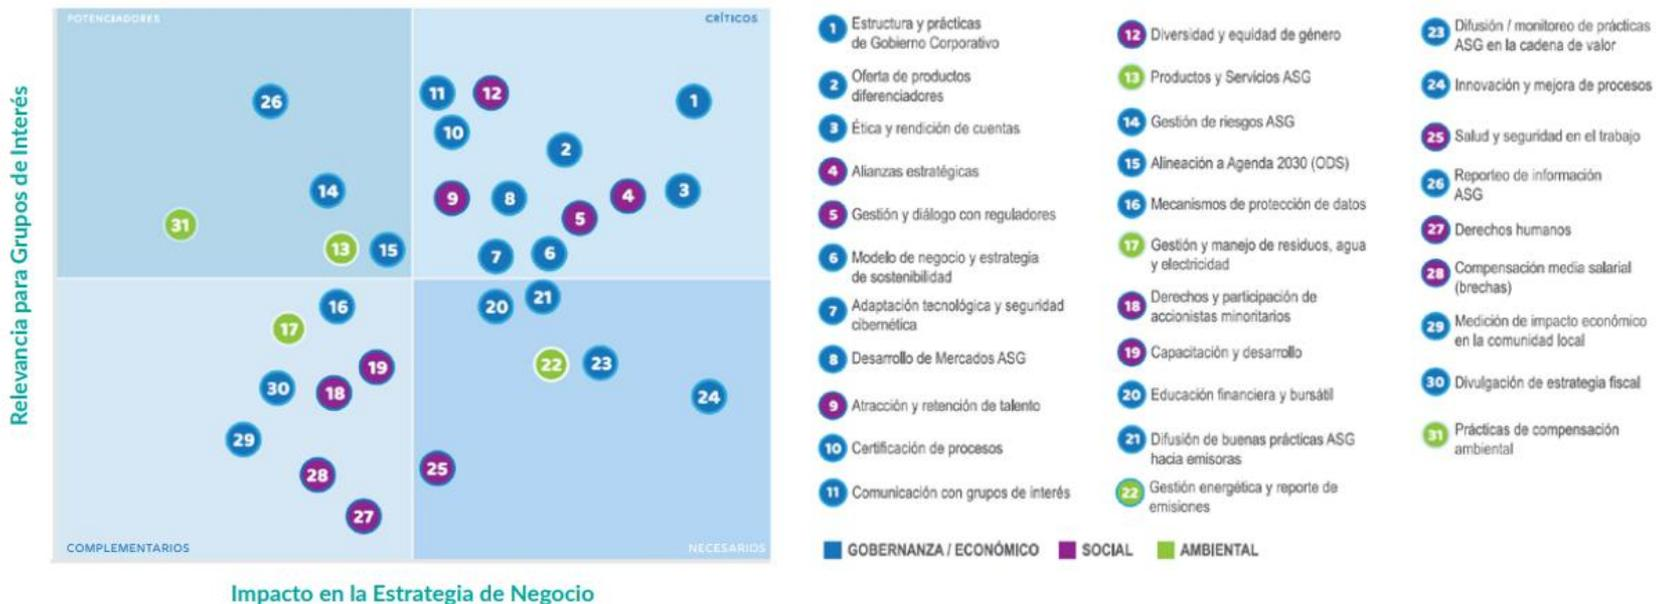 Relevancia para Grupos de Interés
POTENCIADORES
CRÍTICOS
26
11
12
1
10
2
14
9
8
4
3
31
5
13
15
7
6
16
20
21
17
19
22
23
30
18
24
29
28
25
27
COMPLEMENTARIOS
NECESARIOS
Impacto en la Estrategia de Negocio
1 Estructura y prácticas
de Gobierno Corporativo
2 Oferta de productos
diferenciadores
3 Ética y rendición de cuentas
4 Alianzas estratégicas
5 Gestión y diálogo con reguladores
6 Modelo de negocio y estrategia
de sostenibilidad
7 Adaptación tecnológica y seguridad
cibernética
8 Desarrollo de Mercados ASG
9 Atracción y retención de talento
10 Certificación de procesos
11 Comunicación con grupos de interés
12 Diversidad y equidad de género
13 Productos y Servicios ASG
14 Gestión de riesgos ASG
15 Alineación a Agenda 2030 (ODS)
16 Mecanismos de protección de datos
17 Gestión y manejo de residuos, agua
y electricidad
18 Derechos y participación de
accionistas minoritarios
19 Capacitación y desarrollo
20 Educación financiera y bursátil
21 Difusión de buenas prácticas ASG
hacia emisoras
22 Gestión energética y reporte de
emisiones
23 Difusión / monitoreo de prácticas
ASG en la cadena de valor
24 Innovación y mejora de procesos
25 Salud y seguridad en el trabajo
26 Reporteo de información
ASG
27 Derechos humanos
28 Compensación media salarial
(brechas)
29 Medición de impacto económico
en la comunidad local
30 Divulgación de estrategia fiscal
31 Prácticas de compensación
ambiental
GOBERNANZA / ECONÓMICO
SOCIAL
AMBIENTAL